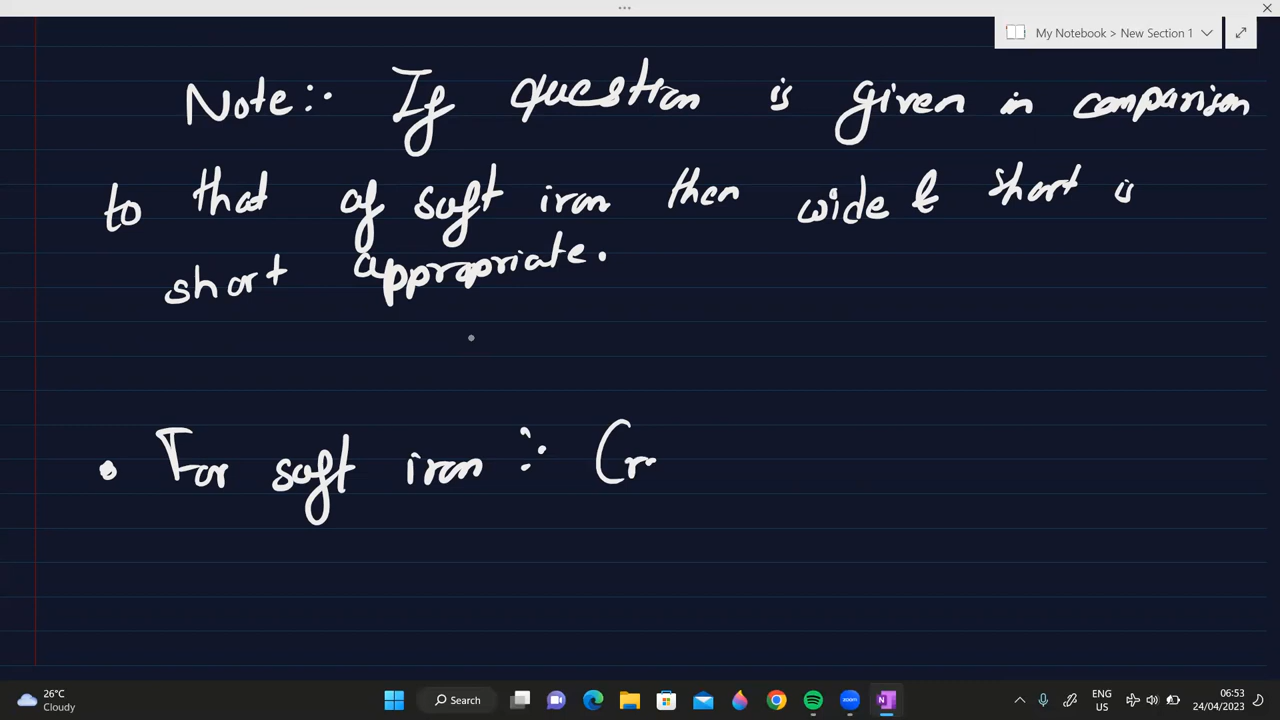 My Notebook > New Section 1
Note:- If question is given in comparison
to that of soft iron then wide & short is
short appropriate.
• For soft iron :- (r
26°C
Cloudy
Search
ENG
US
06:53
24/04/2023